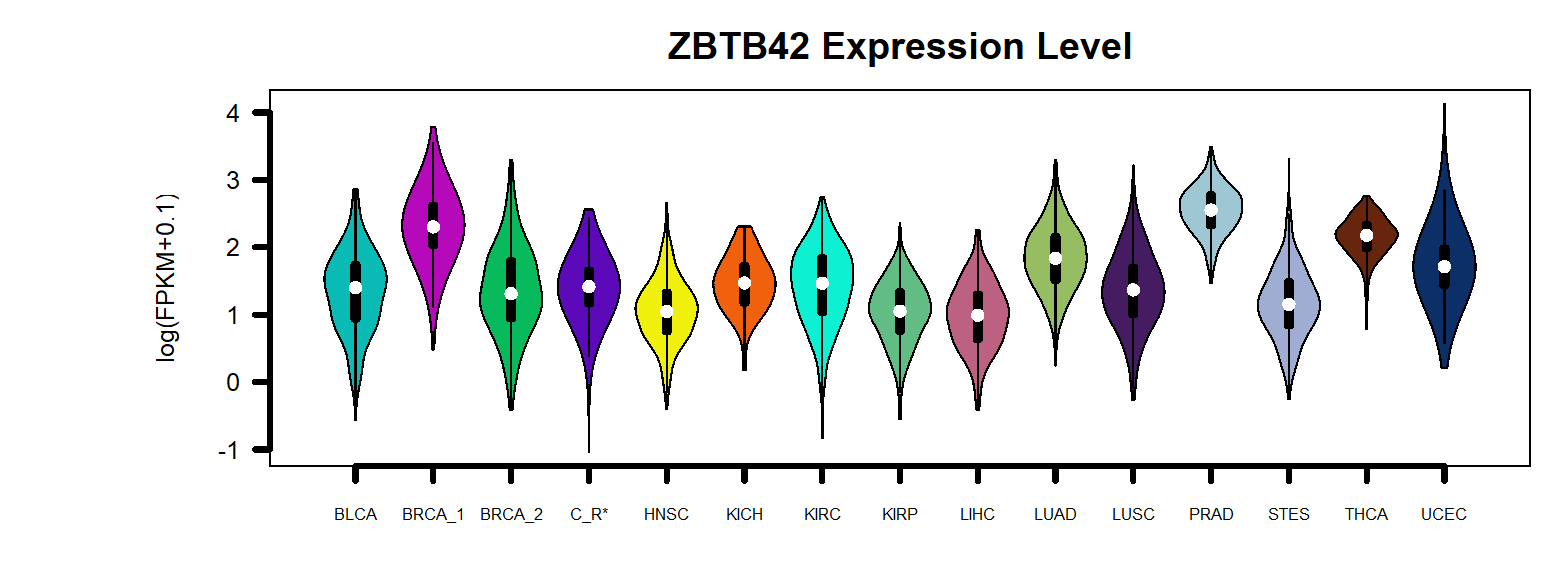 ZBTB42 Expression Level
log(FPKM+0.1)
4
3
2
1
0
-1
BLCA BRCA_1 BRCA_2 C_R* HNSC KICH KIRC KIRP LIHC LUAD LUSC PRAD STES THCA UCEC